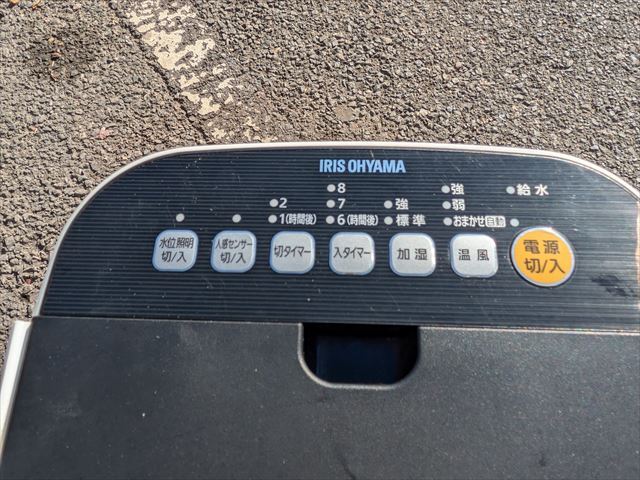 IRIS OHYAMA
8
強
給水
2
7
強
弱
1(時間後)
6(時間後)
標準
おまかせ自動
水位照明
切/入
人感センサー
切/入
切タイマー
入タイマー
加湿
温風
電源
切/入